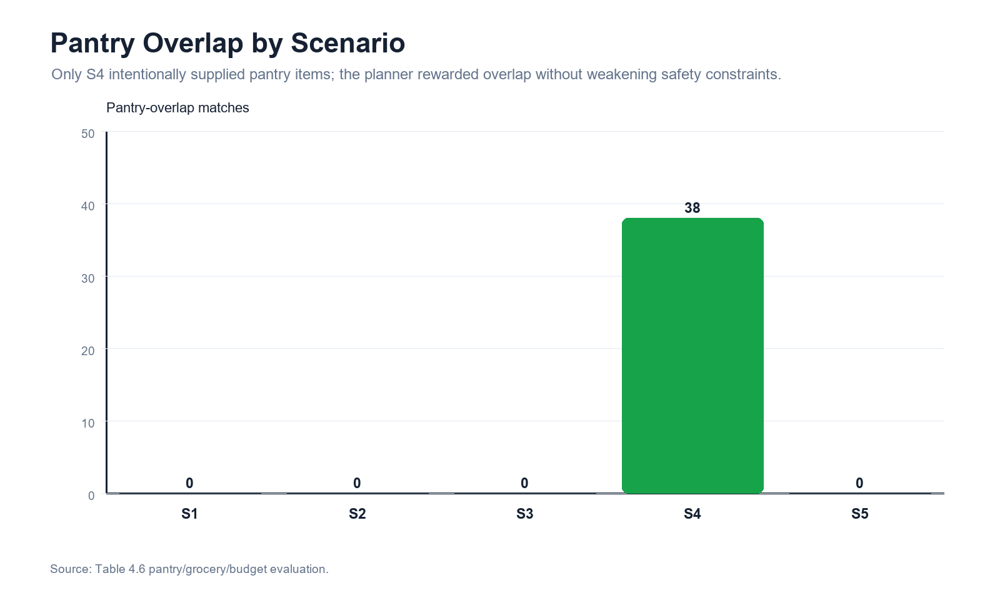 Pantry Overlap by Scenario
Only S4 intentionally supplied pantry items; the planner rewarded overlap without weakening safety constraints.
Pantry-overlap matches
50
40
38
30
20
10
0 0 0 0
0
S1 S2 S3 S4 S5
Source: Table 4.6 pantry/grocery/budget evaluation.